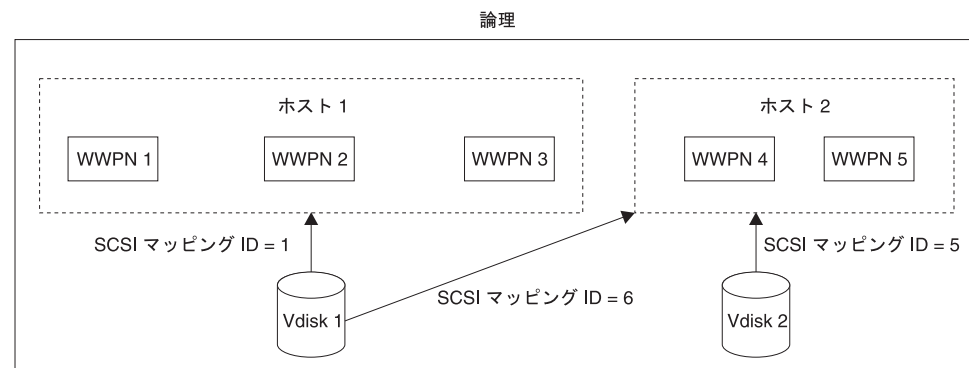 論理
ホスト 1
ホスト 2
WWPN 1
WWPN 2
WWPN 3
WWPN 4
WWPN 5
SCSI マッピング ID = 1
SCSI マッピング ID = 5
SCSI マッピング ID = 6
Vdisk 1
Vdisk 2